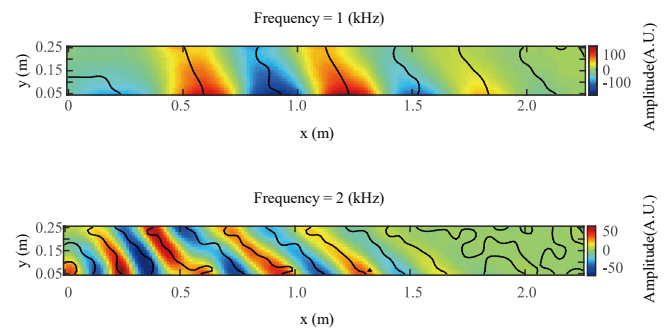 Frequency = 1 (kHz)
y (m)
0.25
0.15
0.05
0
0.5
1.0
1.5
2.0
x (m)
100
0
-100
Amplitude(A.U.)
Frequency = 2 (kHz)
y (m)
0.25
0.15
0.05
0
0.5
1.0
1.5
2.0
x (m)
50
0
-50
Amplitude(A.U.)